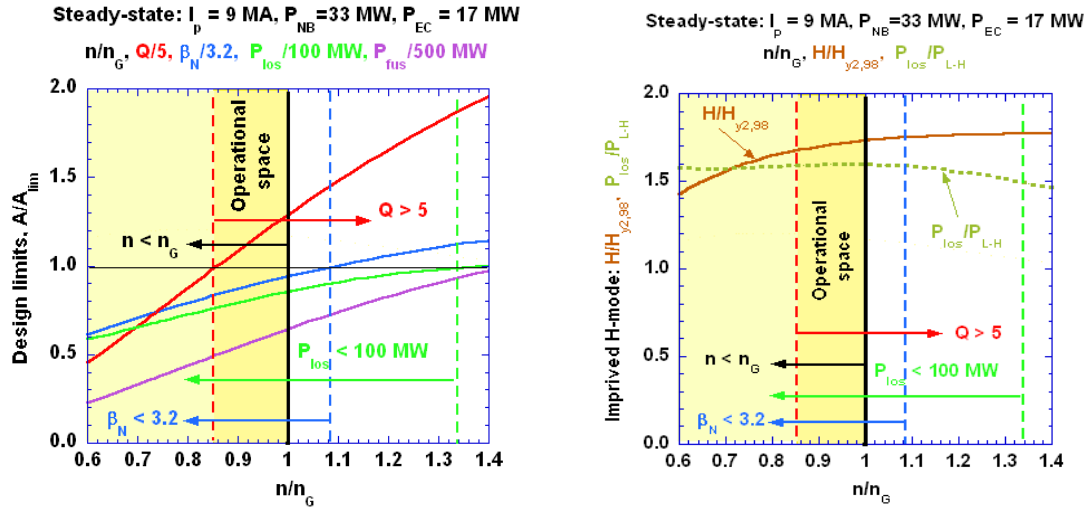 Steady-state: Ip = 9 MA, PNB=33 MW, PEC = 17 MW
n/nG, Q/5, βN/3.2, Plos/100 MW, Pfus/500 MW
Design limits, A/Alim
2.0
1.5
1.0
0.5
0.0
Operational
space
Q > 5
n < nG
Plos < 100 MW
βN < 3.2
0.6 0.7 0.8 0.9 1 1.1 1.2 1.3 1.4
n/nG
Steady-state: Ip = 9 MA, PNB=33 MW, PEC = 17 MW
n/nG, H/Hy2,98, Plos/PL-H
Imprived H-mode: H/Hy2,98, Plos/PL-H
2.0
1.5
1.0
0.5
0.0
H/Hy2,98
Plos/PL-H
Operational
space
Q > 5
n < nG
Plos < 100 MW
βN < 3.2
0.6 0.7 0.8 0.9 1 1.1 1.2 1.3 1.4
n/nG